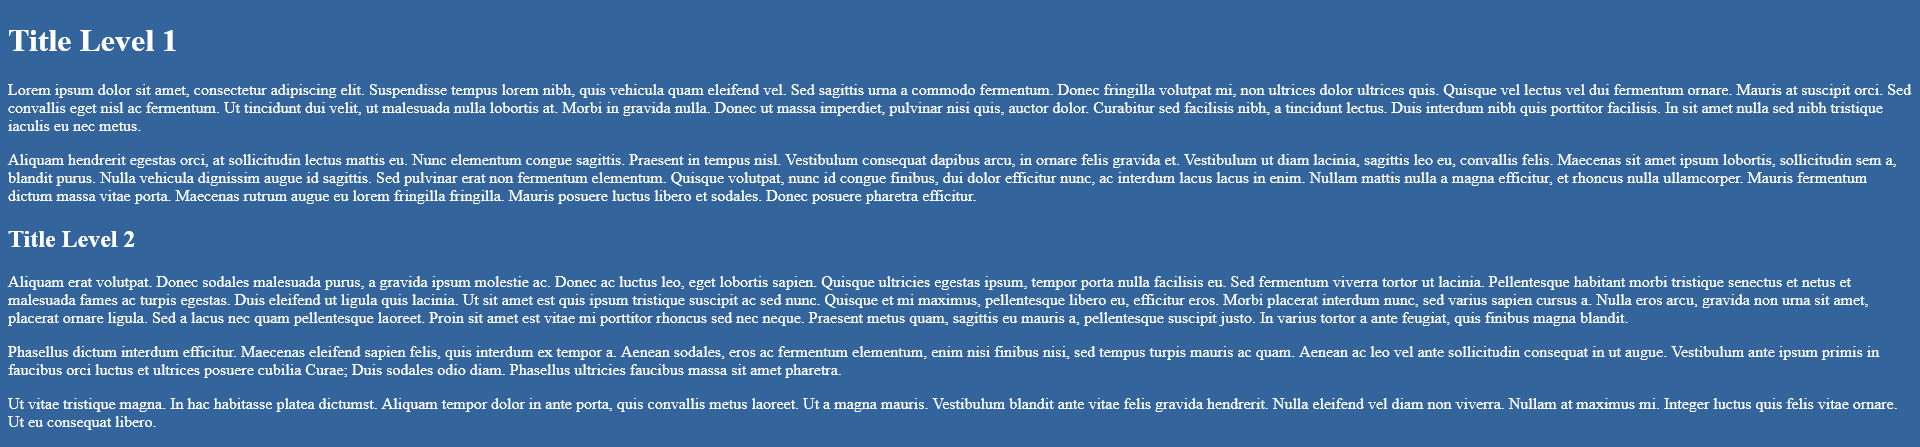 Title Level 1
Lorem ipsum dolor sit amet, consectetur adipiscing elit. Suspendisse tempus lorem nibh, quis vehicula quam eleifend vel. Sed sagittis urna a commodo fermentum. Donec fringilla volutpat mi, non ultrices dolor ultrices quis. Quisque vel lectus vel dui fermentum ornare. Mauris at suscipit orci. Sed
convallis eget nisl ac fermentum. Ut tincidunt dui velit, ut malesuada nulla lobortis at. Morbi in gravida nulla. Donec ut massa imperdiet, pulvinar nisi quis, auctor dolor. Curabitur sed facilisis nibh, a tincidunt lectus. Duis interdum nibh quis porttitor facilisis. In sit amet nulla sed nibh tristique
iaculis eu nec metus.
Aliquam hendrerit egestas orci, at sollicitudin lectus mattis eu. Nunc elementum congue sagittis. Praesent in tempus nisl. Vestibulum consequat dapibus arcu, in ornare felis gravida et. Vestibulum ut diam lacinia, sagittis leo eu, convallis felis. Maecenas sit amet ipsum lobortis, sollicitudin sem a,
blandit purus. Nulla vehicula dignissim augue id sagittis. Sed pulvinar erat non fermentum elementum. Quisque volutpat, nunc id congue finibus, dui dolor efficitur nunc, ac interdum lacus lacus in enim. Nullam mattis nulla a magna efficitur, et rhoncus nulla ullamcorper. Mauris fermentum
dictum massa vitae porta. Maecenas rutrum augue eu lorem fringilla fringilla. Mauris posuere luctus libero et sodales. Donec posuere pharetra efficitur.
Title Level 2
Aliquam erat volutpat. Donec sodales malesuada purus, a gravida ipsum molestie ac. Donec ac luctus leo, eget lobortis sapien. Quisque ultricies egestas ipsum, tempor porta nulla facilisis eu. Sed fermentum viverra tortor ut lacinia. Pellentesque habitant morbi tristique senectus et netus et
malesuada fames ac turpis egestas. Duis eleifend ut ligula quis lacinia. Ut sit amet est quis ipsum tristique suscipit ac sed nunc. Quisque et mi maximus, pellentesque libero eu, efficitur eros. Morbi placerat interdum nunc, sed varius sapien cursus a. Nulla eros arcu, gravida non urna sit amet,
placerat ornare ligula. Sed a lacus nec quam pellentesque laoreet. Proin sit amet est vitae mi porttitor rhoncus sed nec neque. Praesent metus quam, sagittis eu mauris a, pellentesque suscipit justo. In varius tortor a ante feugiat, quis finibus magna blandit.
Phasellus dictum interdum efficitur. Maecenas eleifend sapien felis, quis interdum ex tempor a. Aenean sodales, eros ac fermentum elementum, enim nisi finibus nisi, sed tempus turpis mauris ac quam. Aenean ac leo vel ante sollicitudin consequat in ut augue. Vestibulum ante ipsum primis in
faucibus orci luctus et ultrices posuere cubilia Curae; Duis sodales odio diam. Phasellus ultricies faucibus massa sit amet pharetra.
Ut vitae tristique magna. In hac habitasse platea dictumst. Aliquam tempor dolor in ante porta, quis convallis metus laoreet. Ut a magna mauris. Vestibulum blandit ante vitae felis gravida hendrerit. Nulla eleifend vel diam non viverra. Nullam at maximus mi. Integer luctus quis felis vitae ornare.
Ut eu consequat libero.